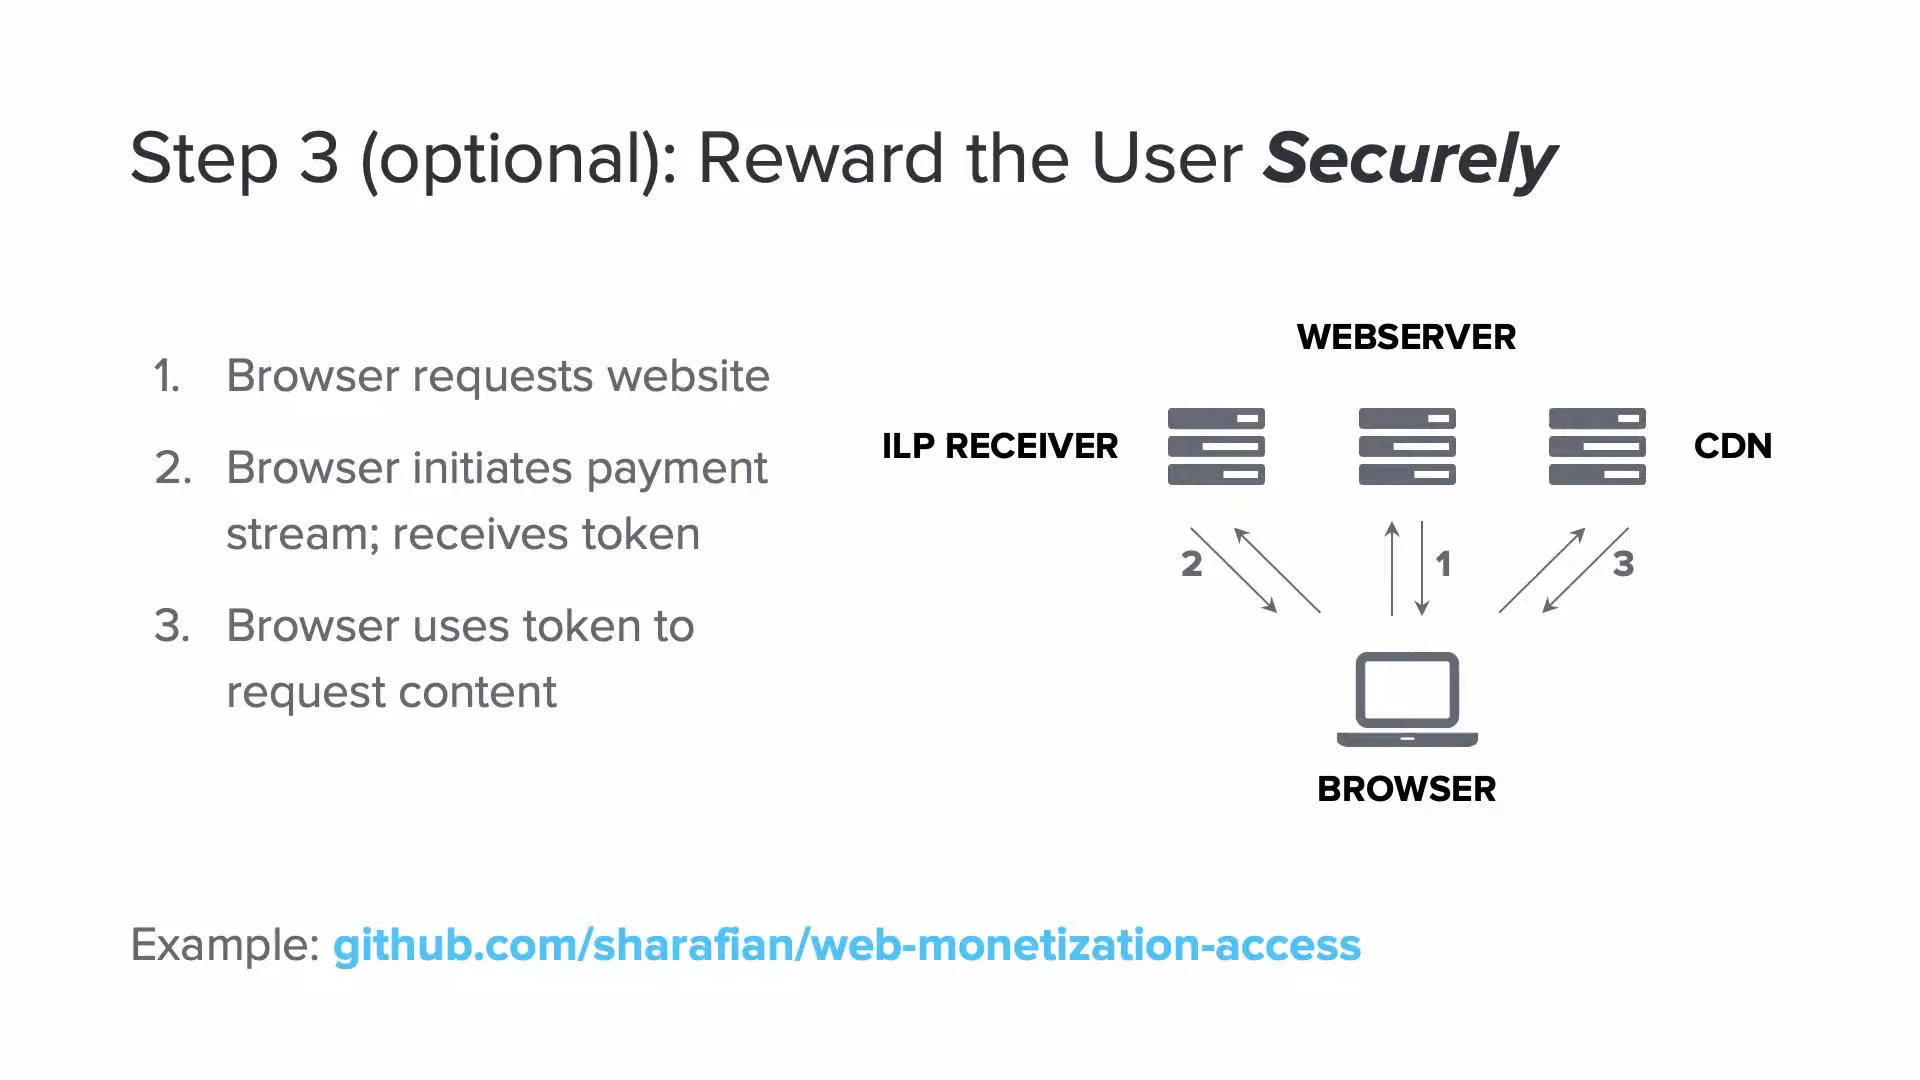 Step 3 (optional): Reward the User Securely
1. Browser requests website
2. Browser initiates payment
stream; receives token
3. Browser uses token to
request content
WEBSERVER
ILP RECEIVER
CDN
2
1
3
BROWSER
Example: github.com/sharafian/web-monetization-access